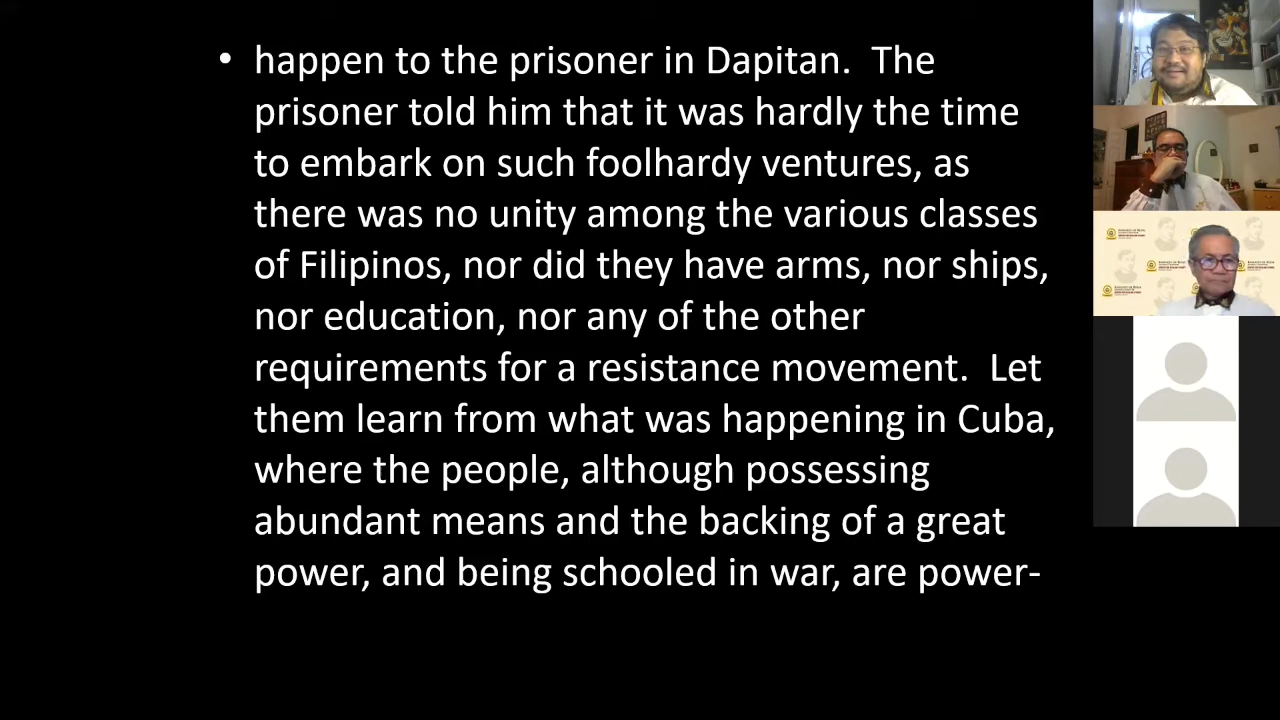 • happen to the prisoner in Dapitan.  The
prisoner told him that it was hardly the time
to embark on such foolhardy ventures, as
there was no unity among the various classes
of Filipinos, nor did they have arms, nor ships,
nor education, nor any of the other
requirements for a resistance movement.  Let
them learn from what was happening in Cuba,
where the people, although possessing
abundant means and the backing of a great
power, and being schooled in war, are power-